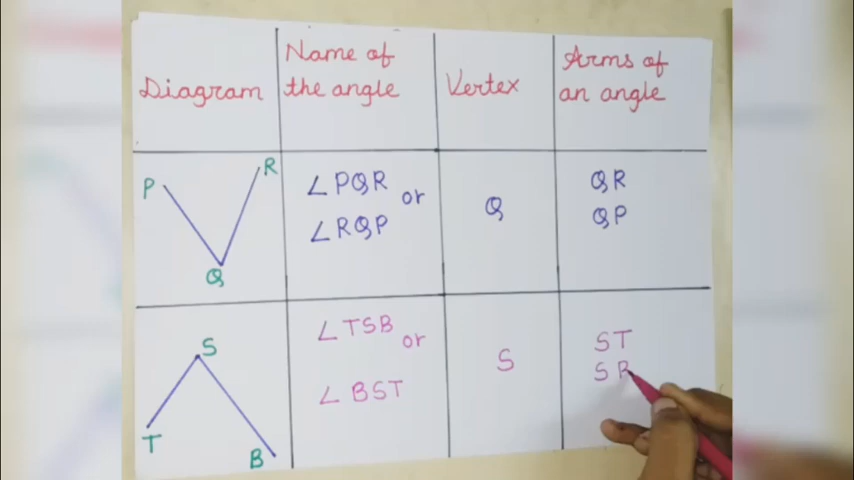 Diagram
Name of
the angle
Vertex
Arms of
an angle
P
R
Q
∠PQR or
∠RQP
Q
QR
QP
S
T
B
∠TSB or
∠BST
S
ST
S